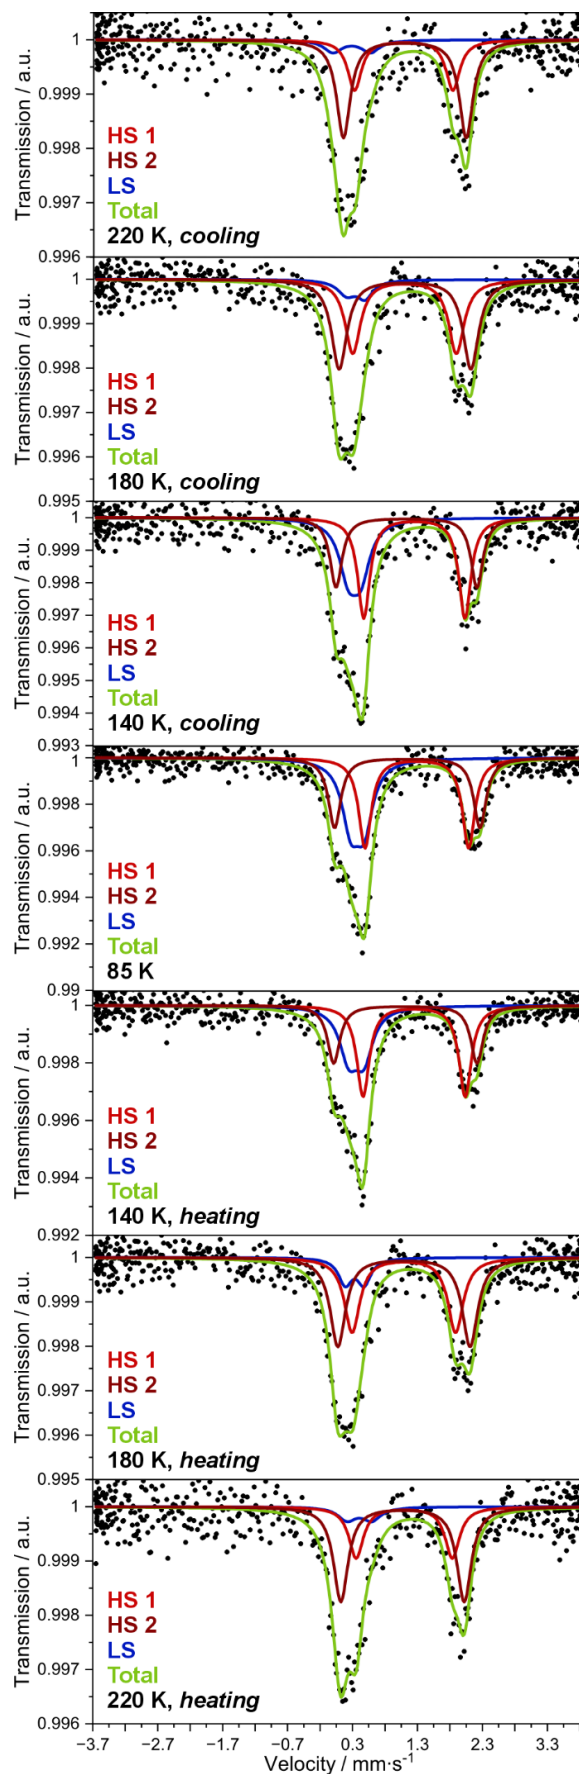 1
0.999
0.998
0.997
0.996
Transmission / a.u.
HS 1
HS 2
LS
Total
220 K, cooling
1
0.999
0.998
0.997
0.996
0.995
Transmission / a.u.
HS 1
HS 2
LS
Total
180 K, cooling
1
0.999
0.998
0.997
0.996
0.995
0.994
0.993
Transmission / a.u.
HS 1
HS 2
LS
Total
140 K, cooling
1
0.998
0.996
0.994
0.992
0.99
Transmission / a.u.
HS 1
HS 2
LS
Total
85 K
1
0.998
0.996
0.994
0.992
Transmission / a.u.
HS 1
HS 2
LS
Total
140 K, heating
1
0.999
0.998
0.997
0.996
0.995
Transmission / a.u.
HS 1
HS 2
LS
Total
180 K, heating
1
0.999
0.998
0.997
0.996
Transmission / a.u.
HS 1
HS 2
LS
Total
220 K, heating
−3.7 −2.7 −1.7 −0.7 0.3 1.3 2.3 3.3
Velocity / mm·s⁻¹